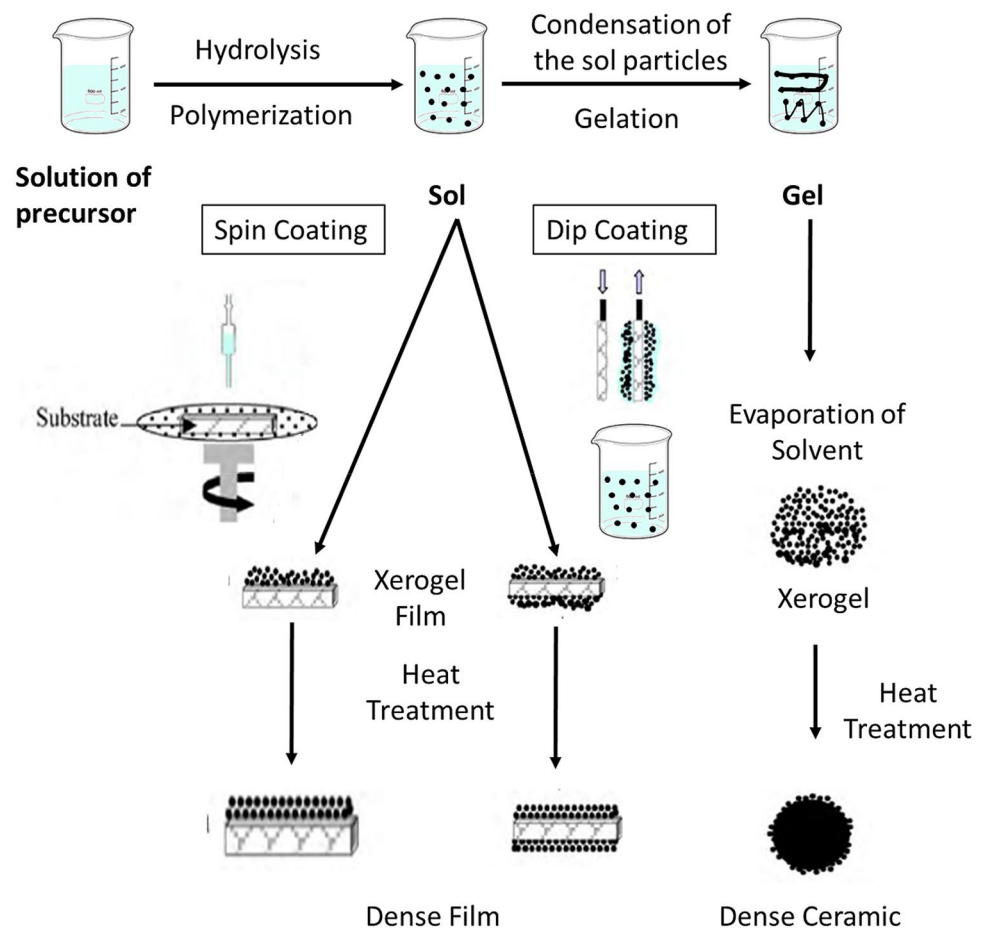 Hydrolysis
Polymerization
Condensation of
the sol particles
Gelation
Solution of
precursor
Sol
Gel
Spin Coating
Dip Coating
Substrate
Evaporation of
Solvent
Xerogel
Film
Xerogel
Heat
Treatment
Heat
Treatment
Dense Film
Dense Ceramic